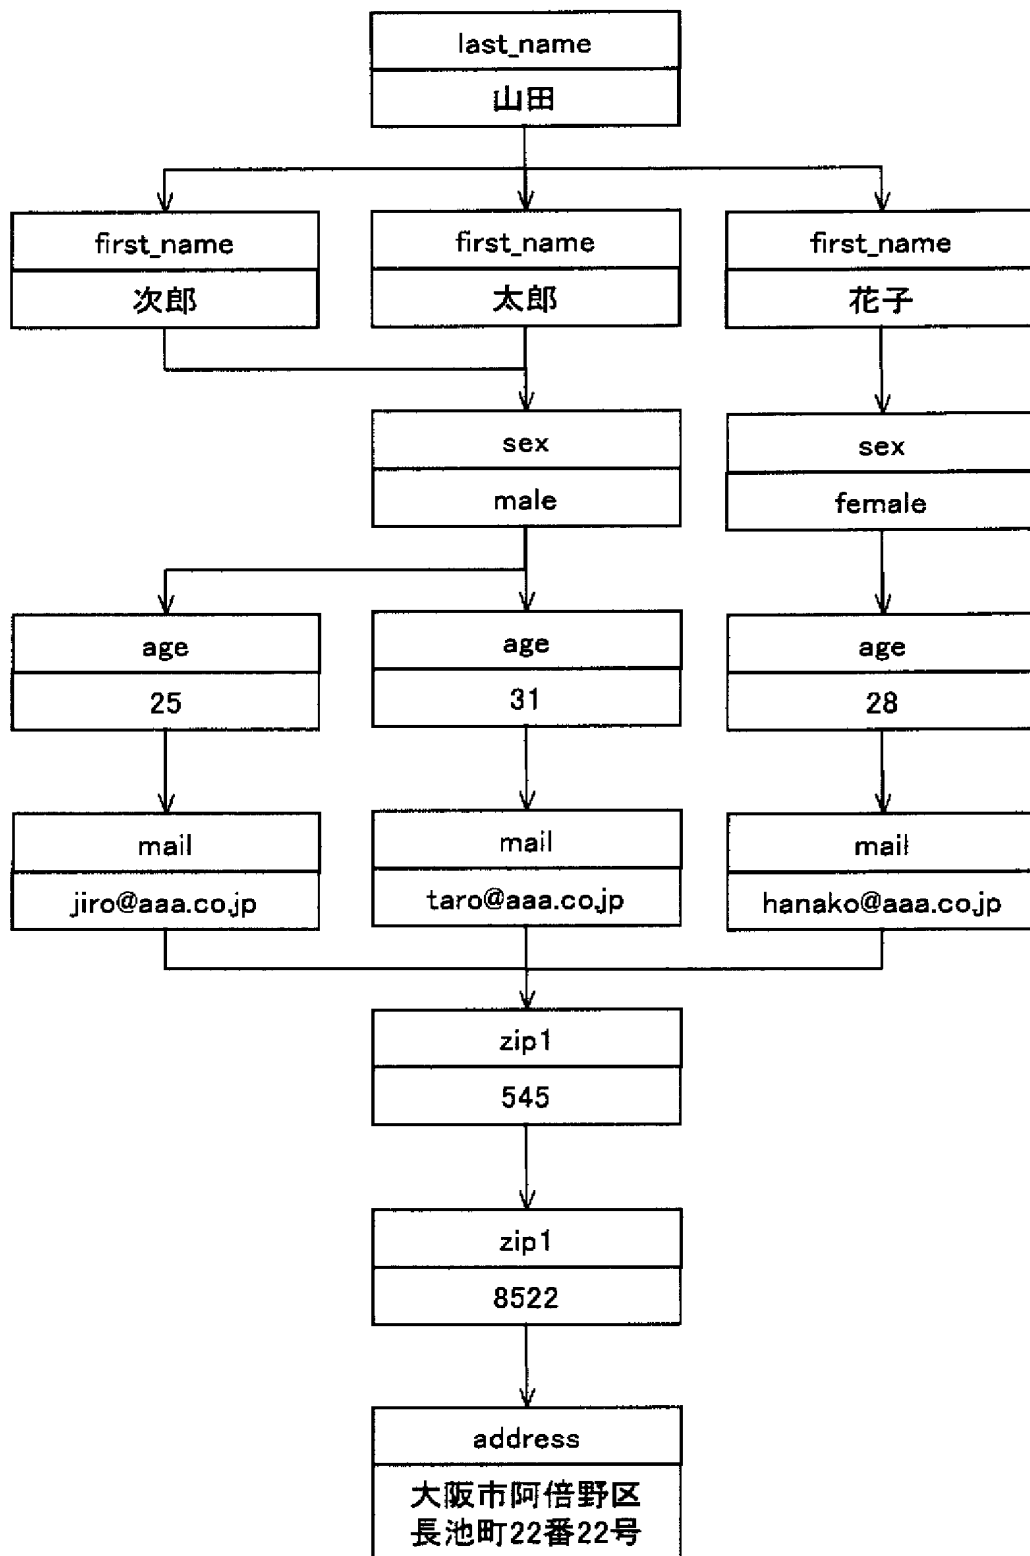 last_name
山田
first_name
次郎
first_name
太郎
first_name
花子
sex
male
sex
female
age
25
age
31
age
28
mail
jiro@aaa.co.jp
mail
taro@aaa.co.jp
mail
hanako@aaa.co.jp
zip1
545
zip1
8522
address
大阪市阿倍野区
長池町22番22号